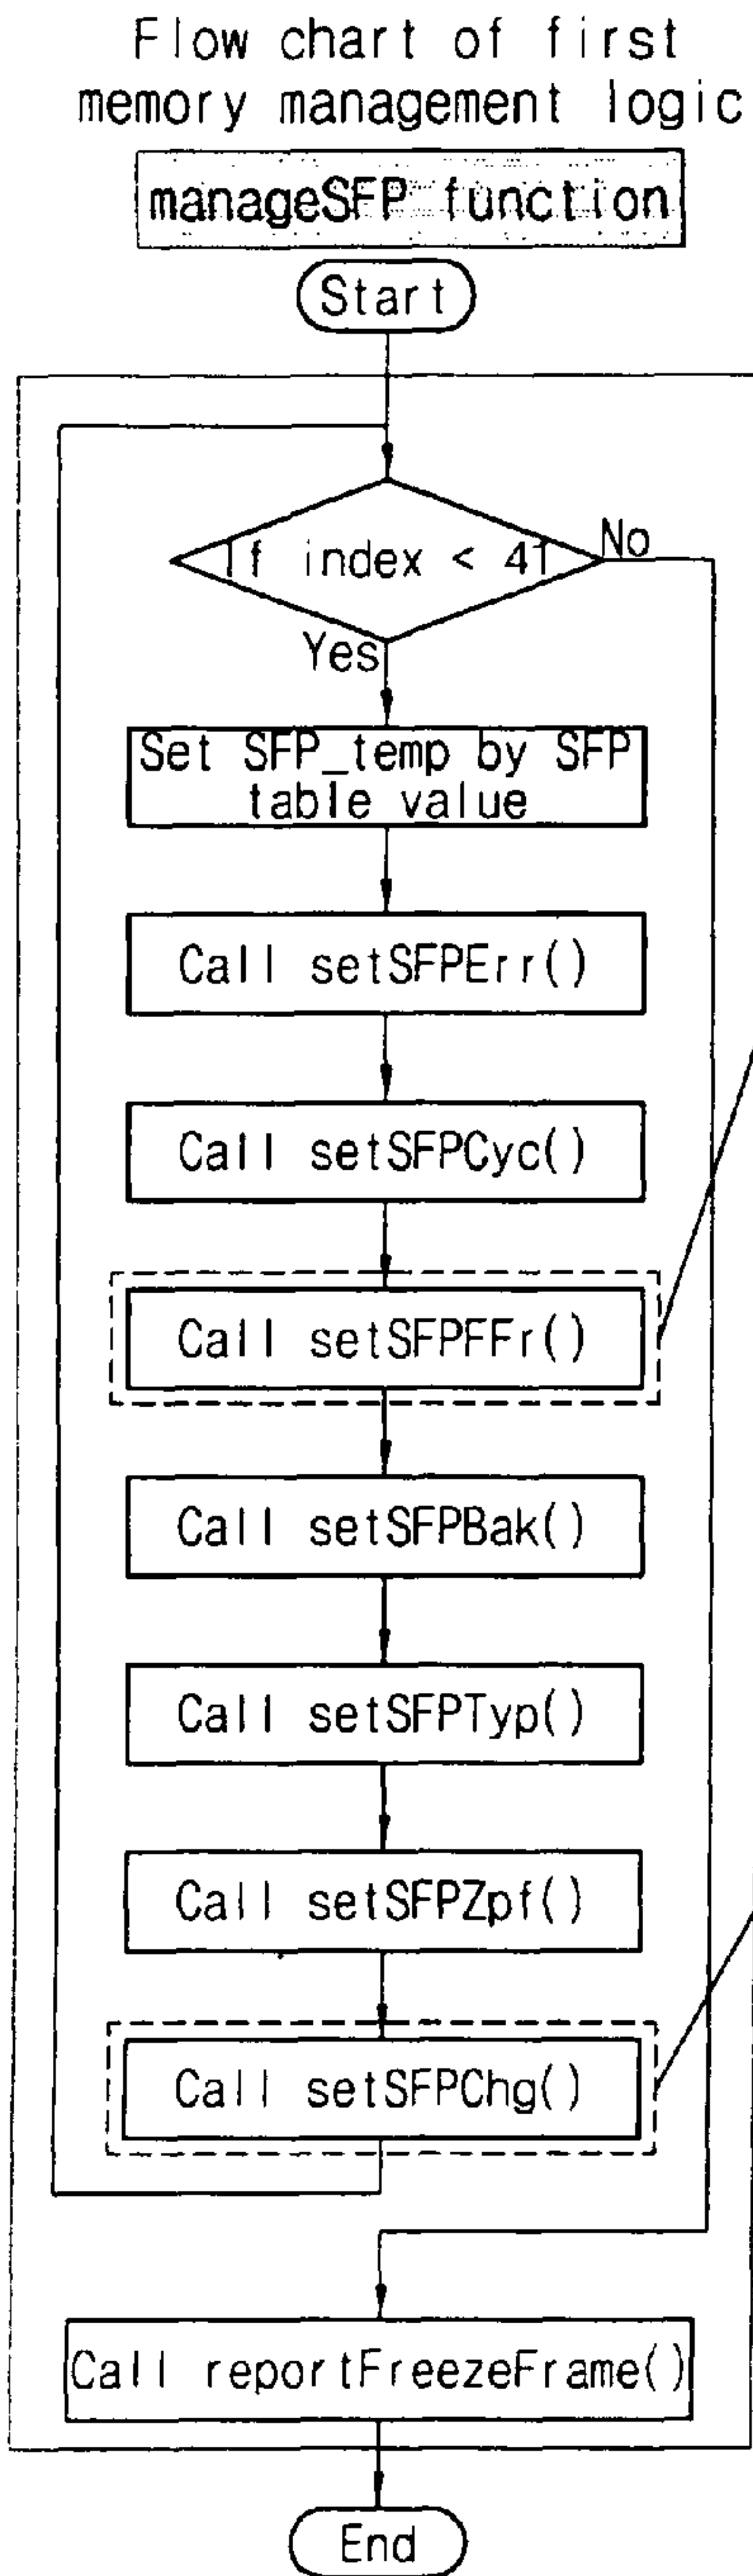 Flow chart of first
memory management logic
manageSFP function
Start
If index < 41
No
Yes
Set SFP_temp by SFP
table value
Call setSFPErr()
Call setSFPCyc()
Call setSFPFFr()
Call setSFPBak()
Call setSFPTyp()
Call setSFPZpf()
Call setSFPChg()
Call reportFreezeFrame()
End